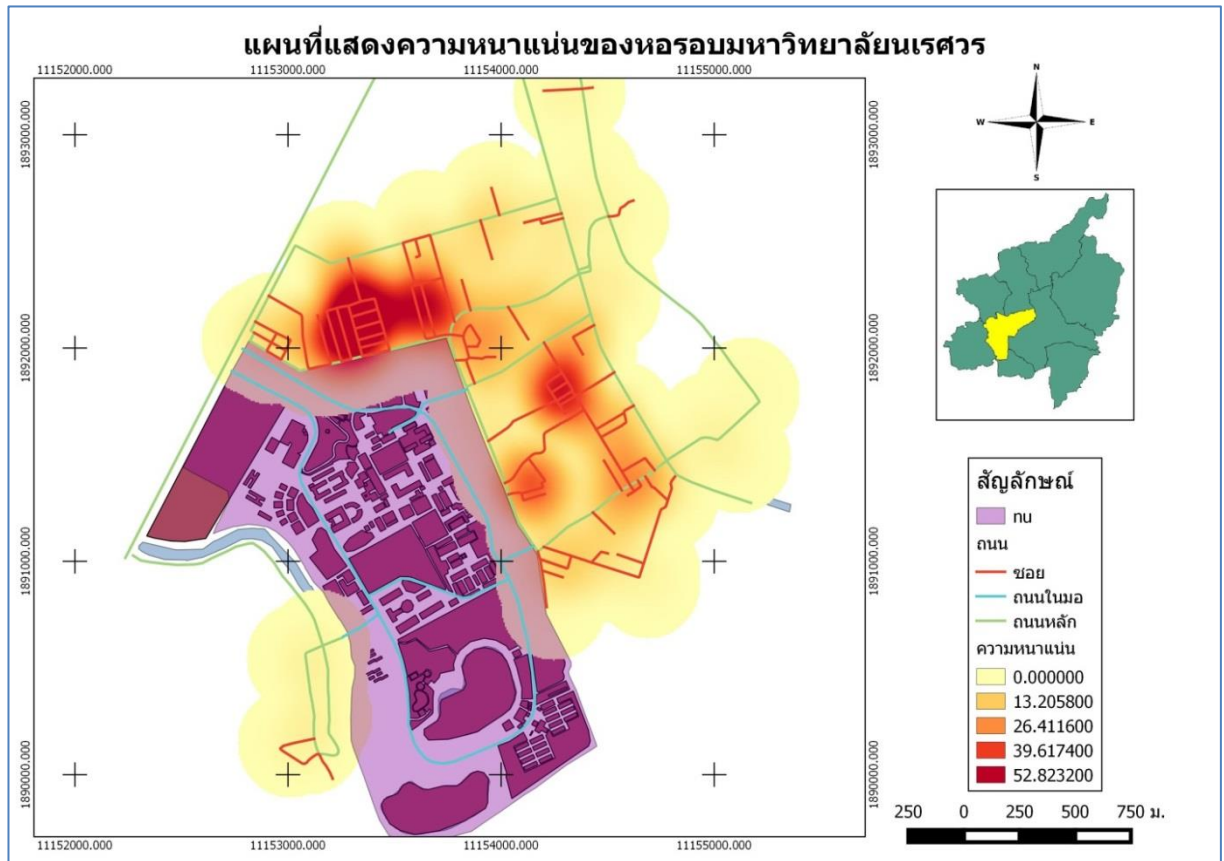 แผนที่แสดงความหนาแน่นของหอรอบมหาวิทยาลัยนเรศวร
11152000.000 11153000.000 11154000.000 11155000.000
1893000.000 1893000.000
1892000.000 1892000.000
1891000.000 1891000.000
1890000.000 1890000.000
11152000.000 11153000.000 11154000.000 11155000.000
N
W E
S
สัญลักษณ์
ทน
ถนน
ซอย
ถนนในมอ
ถนนหลัก
ความหนาแน่น
0.000000
13.205800
26.411600
39.617400
52.823200
250 0 250 500 750 ม.